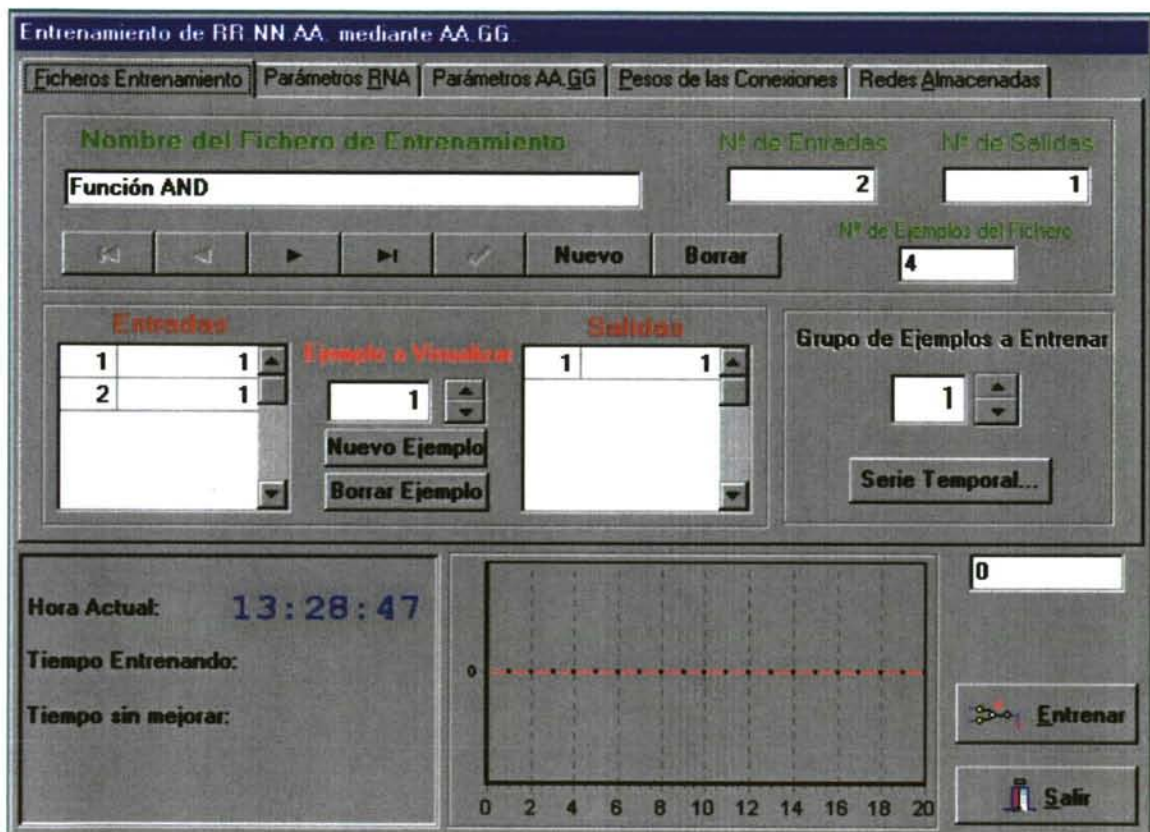 Entrenamiento de RR.NN.AA. mediante AA.GG.
Ficheros Entrenamiento Parámetros RNA Parámetros AA.GG Pesos de las Conexiones Redes Almacenadas
Nombre del Fichero de Entrenamiento Nº de Entradas Nº de Salidas
Función AND 2 1
Nº de Ejemplos del Fichero
Nuevo Borrar 4
Entradas Ejemplo a Visualizar Salidas Grupo de Ejemplos a Entrenar
1 1 1 1
2 1 1 1
Nuevo Ejemplo
Borrar Ejemplo Serie Temporal...
0
Hora Actual: 13:28:47
Tiempo Entrenando: 0
Tiempo sin mejorar: Entrenar
0 2 4 6 8 10 12 14 16 18 20 Salir